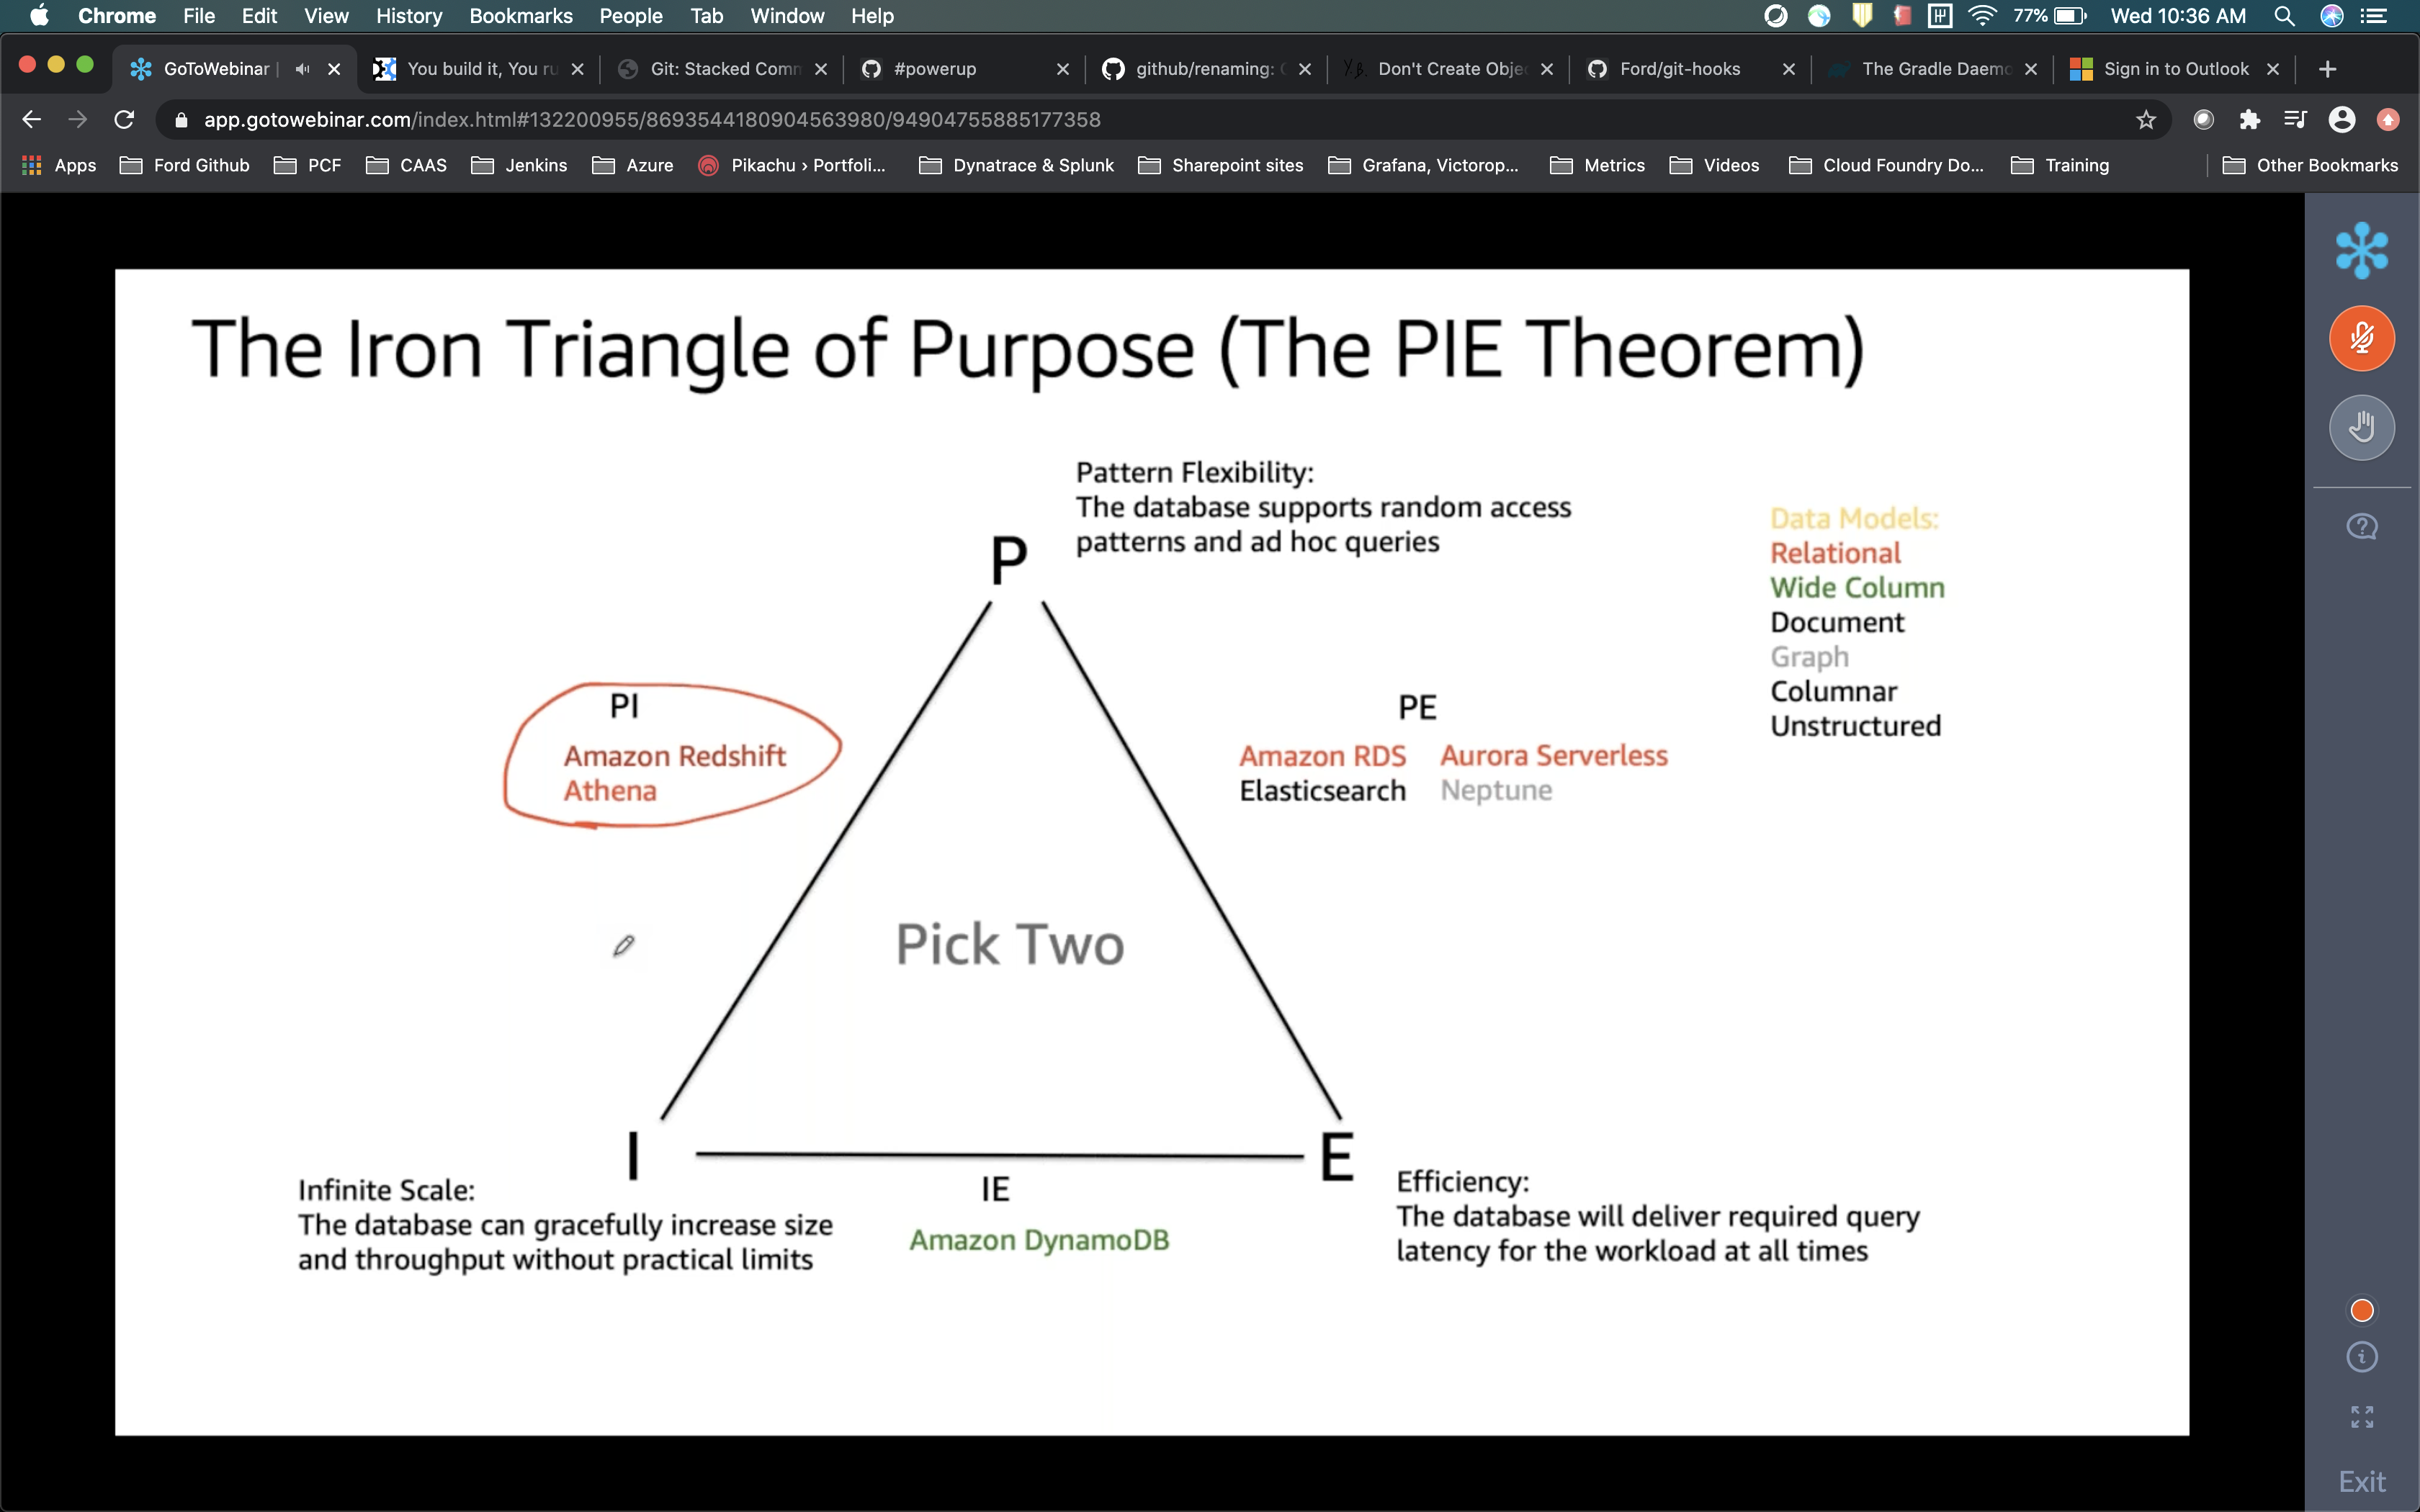 Chrome File Edit View History Bookmarks People Tab Window Help 77% Wed 10:36 AM
GoToWebinar You build it, You ru Git: Stacked Comm #powerup github/renaming: Don't Create Obje Ford/git-hooks The Gradle Daemo Sign in to Outlook
app.gotowebinar.com/index.html#132200955/8693544180904563980/94904755885177358
Apps Ford Github PCF CAAS Jenkins Azure Pikachu › Portfoli... Dynatrace & Splunk Sharepoint sites Grafana, Victorop... Metrics Videos Cloud Foundry Do... Training Other Bookmarks
The Iron Triangle of Purpose (The PIE Theorem)
Pattern Flexibility:
The database supports random access
patterns and ad hoc queries
P
Data Models:
Relational
Wide Column
Document
Graph
Columnar
Unstructured
PI
Amazon Redshift
Athena
PE
Amazon RDS Aurora Serverless
Elasticsearch Neptune
Pick Two
I
E
Infinite Scale:
The database can gracefully increase size
and throughput without practical limits
IE
Amazon DynamoDB
Efficiency:
The database will deliver required query
latency for the workload at all times
Exit